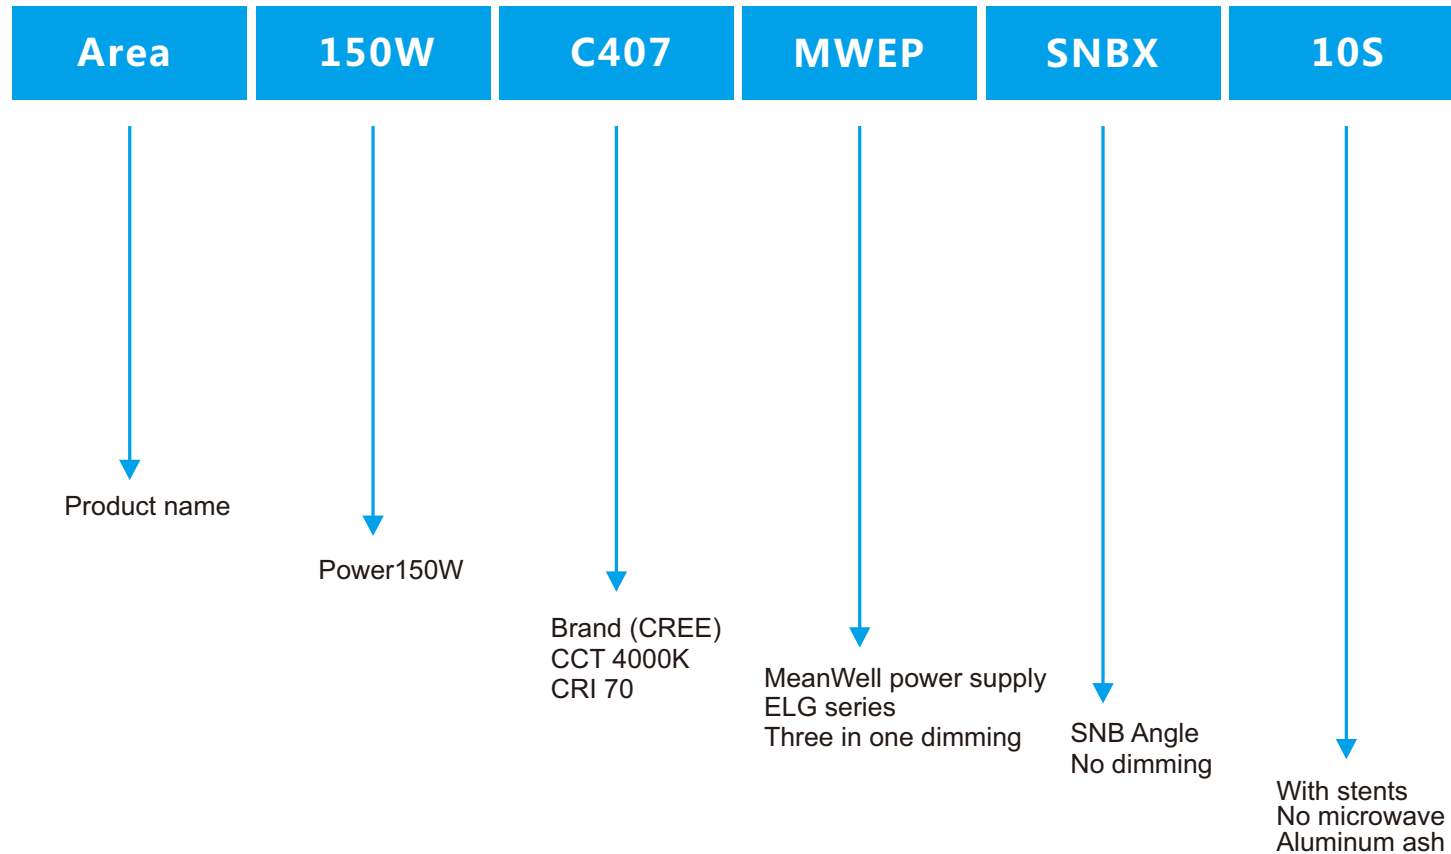 Area
150W
C407
MWEP
SNBX
10S
Product name
Power150W
Brand (CREE)
CCT 4000K
CRI 70
MeanWell power supply
ELG series
Three in one dimming
SNB Angle
No dimming
With stents
No microwave
Aluminum ash